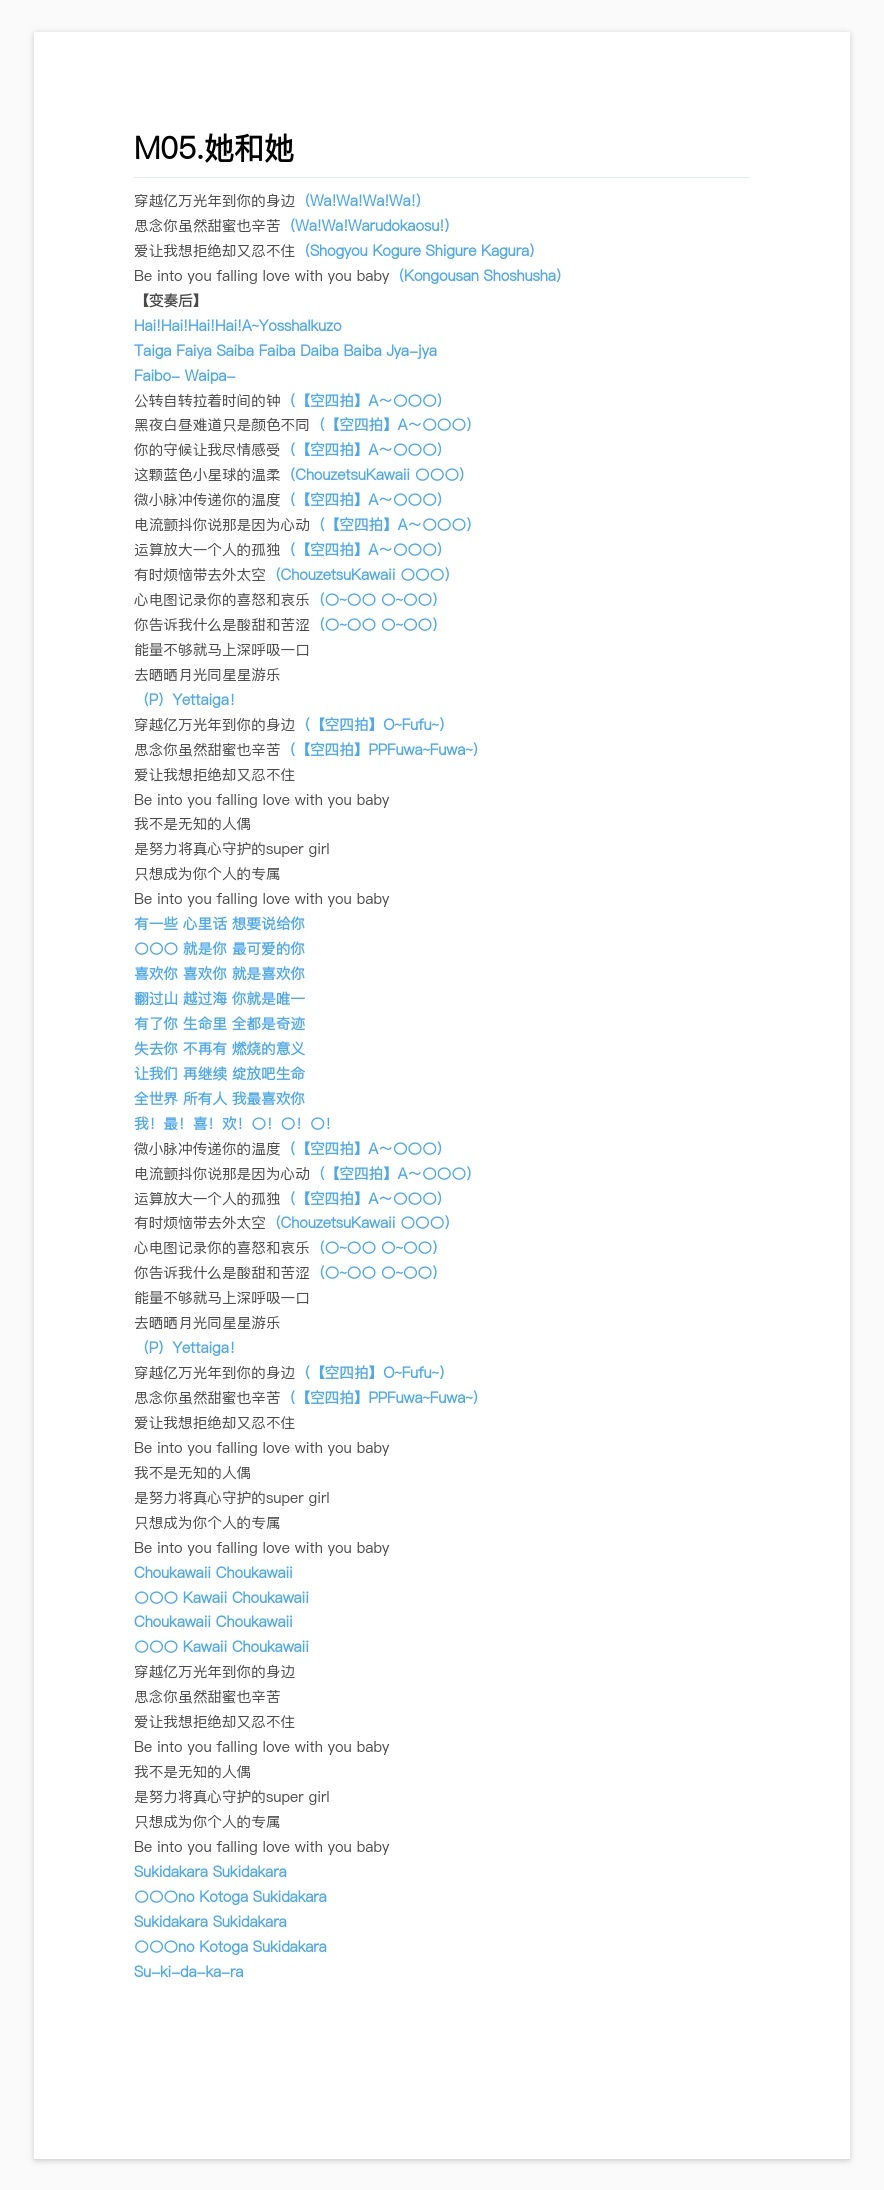 M05.她和她
穿越亿万光年到你的身边（Wa!Wa!Wa!Wa!）
思念你虽然甜蜜也辛苦（Wa!Wa!Warudokaosu!）
爱让我想拒绝却又忍不住（Shogyou Kogure Shigure Kagura）
Be into you falling love with you baby（Kongousan Shoshusha）
【变奏后】
Hai!Hai!Hai!Hai!A~YosshaIkuzo
Taiga Faiya Saiba Faiba Daiba Baiba Jya-jya
Faibo- Waipa-
公转自转拉着时间的钟（【空四拍】A～〇〇〇）
黑夜白昼难道只是颜色不同（【空四拍】A～〇〇〇）
你的守候让我尽情感受（【空四拍】A～〇〇〇）
这颗蓝色小星球的温柔（ChouzetsuKawaii 〇〇〇）
微小脉冲传递你的温度（【空四拍】A～〇〇〇）
电流颤抖你说那是因为心动（【空四拍】A～〇〇〇）
运算放大一个人的孤独（【空四拍】A～〇〇〇）
有时烦恼带去外太空（ChouzetsuKawaii 〇〇〇）
心电图记录你的喜怒和哀乐（〇~〇〇 〇~〇〇）
你告诉我什么是酸甜和苦涩（〇~〇〇 〇~〇〇）
能量不够就马上深呼吸一口
去晒晒月光同星星游乐
（P）Yettaiga！
穿越亿万光年到你的身边（【空四拍】O~Fufu~）
思念你虽然甜蜜也辛苦（【空四拍】PPFuwa~Fuwa~）
爱让我想拒绝却又忍不住
Be into you falling love with you baby
我不是无知的人偶
是努力将真心守护的super girl
只想成为你个人的专属
Be into you falling love with you baby
有一些 心里话 想要说给你
〇〇〇 就是你 最可爱的你
喜欢你 喜欢你 就是喜欢你
翻过山 越过海 你就是唯一
有了你 生命里 全都是奇迹
失去你 不再有 燃烧的意义
让我们 再继续 绽放吧生命
全世界 所有人 我最喜欢你
我！最！喜！欢！〇！〇！〇！
微小脉冲传递你的温度（【空四拍】A～〇〇〇）
电流颤抖你说那是因为心动（【空四拍】A～〇〇〇）
运算放大一个人的孤独（【空四拍】A～〇〇〇）
有时烦恼带去外太空（ChouzetsuKawaii 〇〇〇）
心电图记录你的喜怒和哀乐（〇~〇〇 〇~〇〇）
你告诉我什么是酸甜和苦涩（〇~〇〇 〇~〇〇）
能量不够就马上深呼吸一口
去晒晒月光同星星游乐
（P）Yettaiga！
穿越亿万光年到你的身边（【空四拍】O~Fufu~）
思念你虽然甜蜜也辛苦（【空四拍】PPFuwa~Fuwa~）
爱让我想拒绝却又忍不住
Be into you falling love with you baby
我不是无知的人偶
是努力将真心守护的super girl
只想成为你个人的专属
Be into you falling love with you baby
Choukawaii Choukawaii
〇〇〇 Kawaii Choukawaii
Choukawaii Choukawaii
〇〇〇 Kawaii Choukawaii
穿越亿万光年到你的身边
思念你虽然甜蜜也辛苦
爱让我想拒绝却又忍不住
Be into you falling love with you baby
我不是无知的人偶
是努力将真心守护的super girl
只想成为你个人的专属
Be into you falling love with you baby
Sukidakara Sukidakara
〇〇〇no Kotoga Sukidakara
Sukidakara Sukidakara
〇〇〇no Kotoga Sukidakara
Su-ki-da-ka-ra